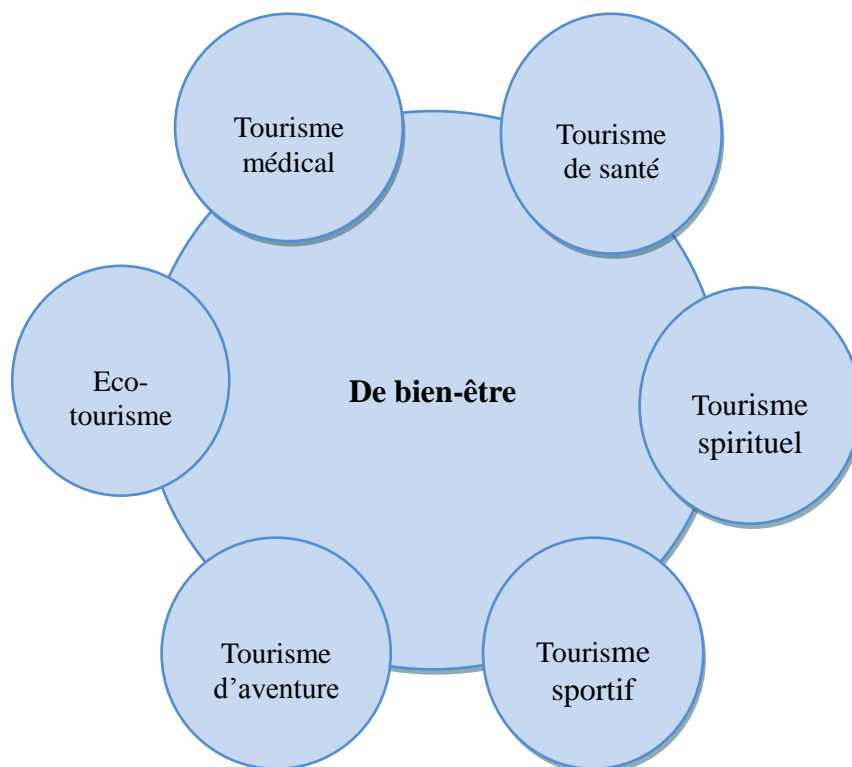 Tourisme
médical
Tourisme
de santé
Eco-
tourisme
De bien-être
Tourisme
spirituel
Tourisme
d’aventure
Tourisme
sportif